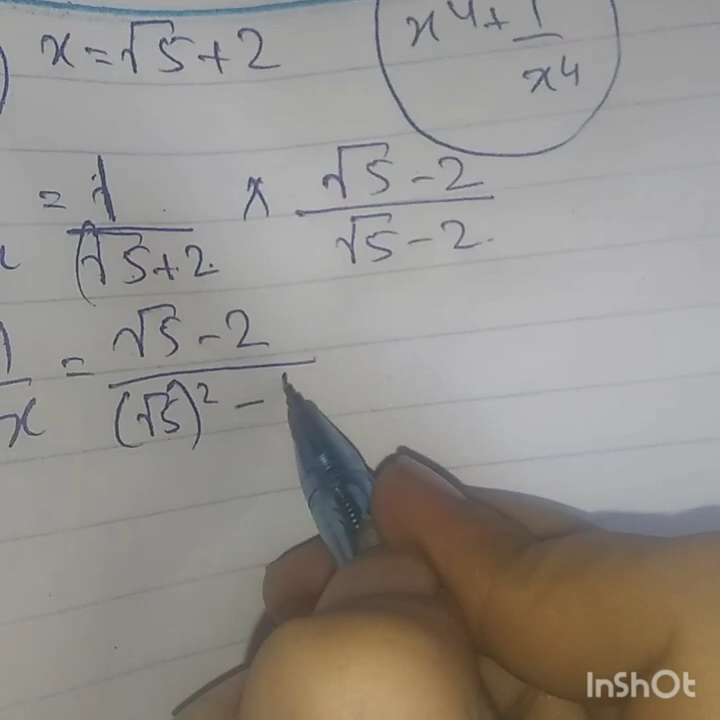 ) x = √5 + 2
x⁴ + 1/x⁴
= 1/(√5 + 2 × √5 - 2/√5 - 2
1/x = √5 - 2/(√5)² -
InShOt